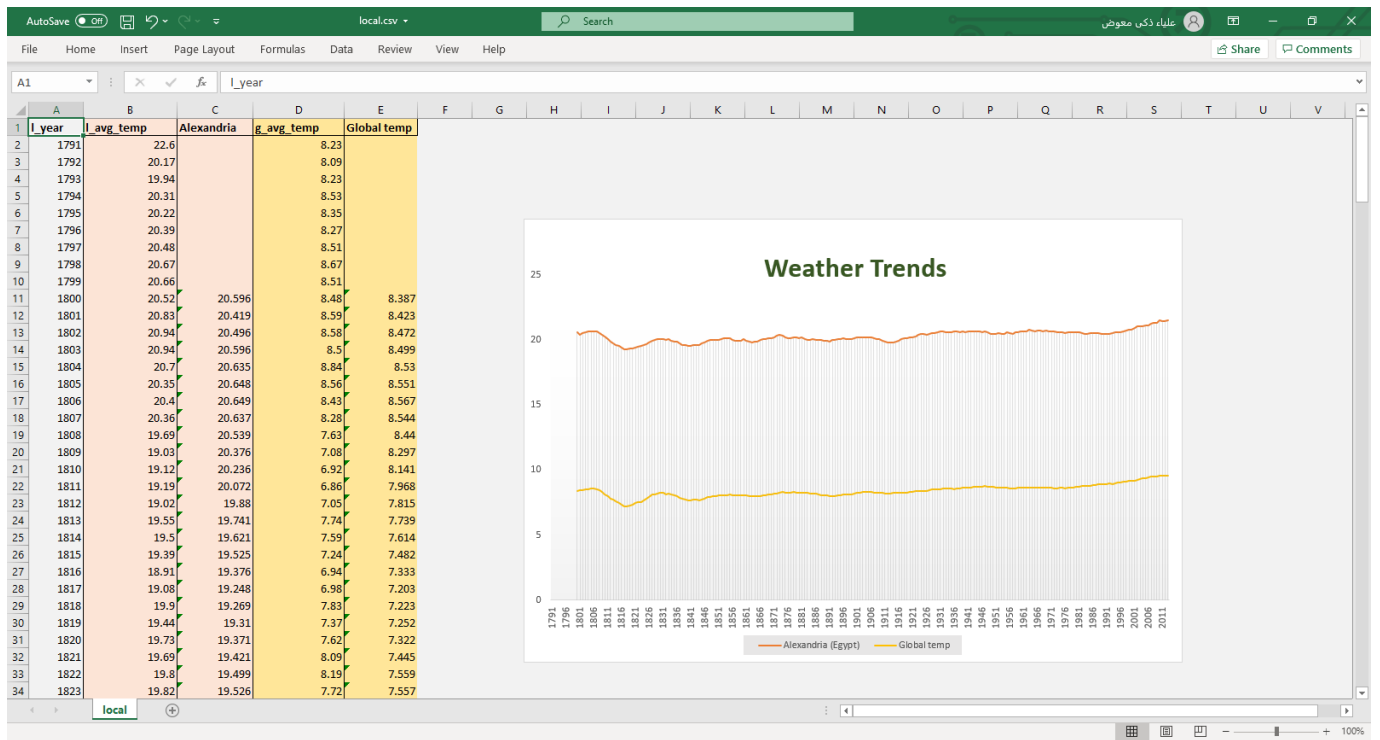 AutoSave Off local.csv Search علياء ذكى معوض
File Home Insert Page Layout Formulas Data Review View Help Share Comments
A1 fx l_year
A B C D E F G H I J K L M N O P Q R S T U V
1 l_year l_avg_temp Alexandria g_avg_temp Global temp
2 1791 22.6 8.23
3 1792 20.17 8.09
4 1793 19.94 8.23
5 1794 20.31 8.53
6 1795 20.22 8.35
7 1796 20.39 8.27
8 1797 20.48 8.51
9 1798 20.67 8.67
10 1799 20.66 8.51
11 1800 20.52 20.596 8.48 8.387
12 1801 20.83 20.419 8.59 8.423
13 1802 20.94 20.496 8.58 8.472
14 1803 20.94 20.596 8.5 8.499
15 1804 20.7 20.635 8.84 8.53
16 1805 20.35 20.648 8.56 8.551
17 1806 20.4 20.649 8.43 8.567
18 1807 20.36 20.637 8.28 8.544
19 1808 19.69 20.539 7.63 8.44
20 1809 19.03 20.376 7.08 8.297
21 1810 19.12 20.236 6.92 8.141
22 1811 19.19 20.072 6.86 7.968
23 1812 19.02 19.88 7.05 7.815
24 1813 19.55 19.741 7.74 7.739
25 1814 19.5 19.621 7.59 7.614
26 1815 19.39 19.525 7.24 7.482
27 1816 18.91 19.376 6.94 7.333
28 1817 19.08 19.248 6.98 7.203
29 1818 19.9 19.269 7.83 7.223
30 1819 19.44 19.31 7.37 7.252
31 1820 19.73 19.371 7.62 7.322
32 1821 19.69 19.421 8.09 7.445
33 1822 19.8 19.499 8.19 7.559
34 1823 19.82 19.526 7.72 7.557
Weather Trends
25
20
15
10
5
0
1791 1796 1801 1806 1811 1816 1821 1826 1831 1836 1841 1846 1851 1856 1861 1866 1871 1876 1881 1886 1891 1896 1901 1906 1911 1916 1921 1926 1931 1936 1941 1946 1951 1956 1961 1966 1971 1976 1981 1986 1991 1996 2001 2006 2011
Alexandria (Egypt) Global temp
local
100%